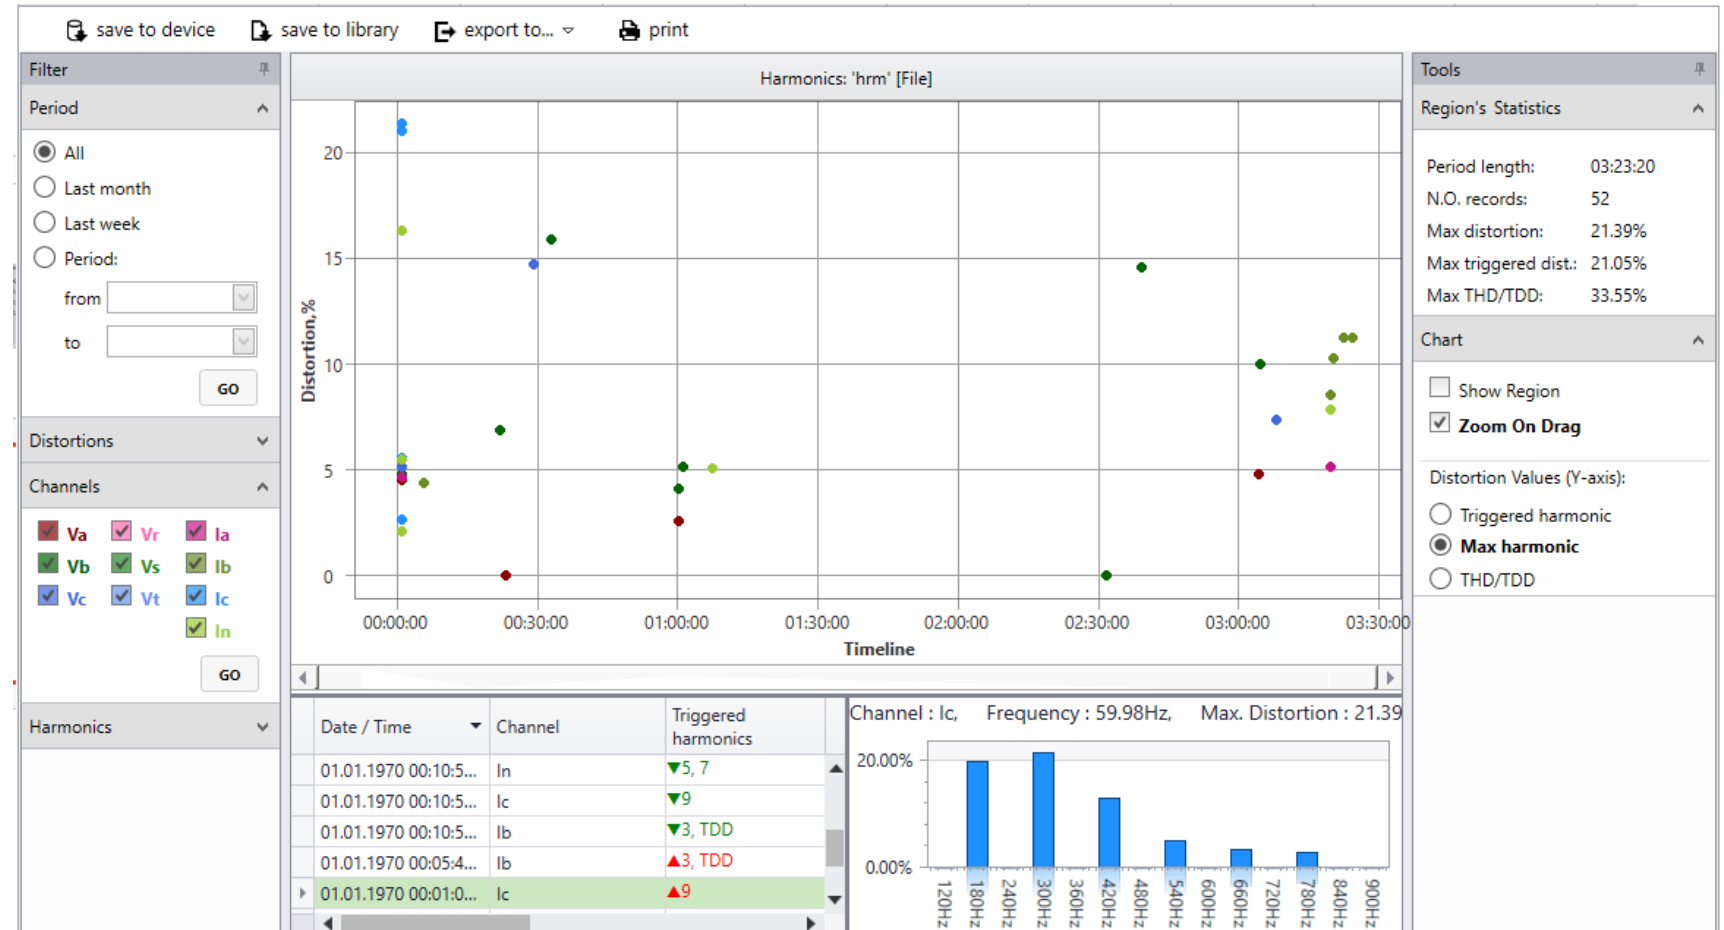 save to device save to library export to... print
Filter
Period
All
Last month
Last week
Period:
from
to
GO
Distortions
Channels
Va Vr Ia
Vb Vs Ib
Vc Vt Ic
In
GO
Harmonics
Harmonics: 'hrm' [File]
Distortion,%
20
15
10
5
0
00:00:00 00:30:00 01:00:00 01:30:00 02:00:00 02:30:00 03:00:00 03:30:00
Timeline
Date / Time Channel Triggered harmonics
01.01.1970 00:10:5... In ▼5, 7
01.01.1970 00:10:5... Ic ▼9
01.01.1970 00:10:5... Ib ▼3, TDD
01.01.1970 00:05:4... Ib ▲3, TDD
01.01.1970 00:01:0... Ic ▲9
Channel : Ic, Frequency : 59.98Hz, Max. Distortion : 21.39
20.00%
0.00%
120Hz 180Hz 240Hz 300Hz 360Hz 420Hz 480Hz 540Hz 600Hz 660Hz 720Hz 780Hz 840Hz 900Hz
Tools
Region's Statistics
Period length: 03:23:20
N.O. records: 52
Max distortion: 21.39%
Max triggered dist.: 21.05%
Max THD/TDD: 33.55%
Chart
Show Region
Zoom On Drag
Distortion Values (Y-axis):
Triggered harmonic
Max harmonic
THD/TDD